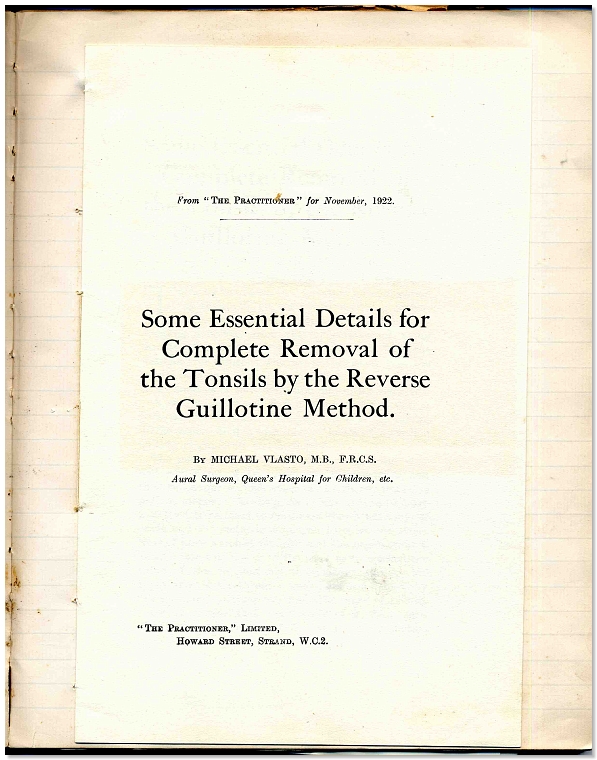 From "The Practitioner" for November, 1922.
Some Essential Details for
Complete Removal of
the Tonsils by the Reverse
Guillotine Method.
By MICHAEL VLASTO, M.B., F.R.C.S.
Aural Surgeon, Queen's Hospital for Children, etc.
"The Practitioner," Limited,
Howard Street, Strand, W.C.2.